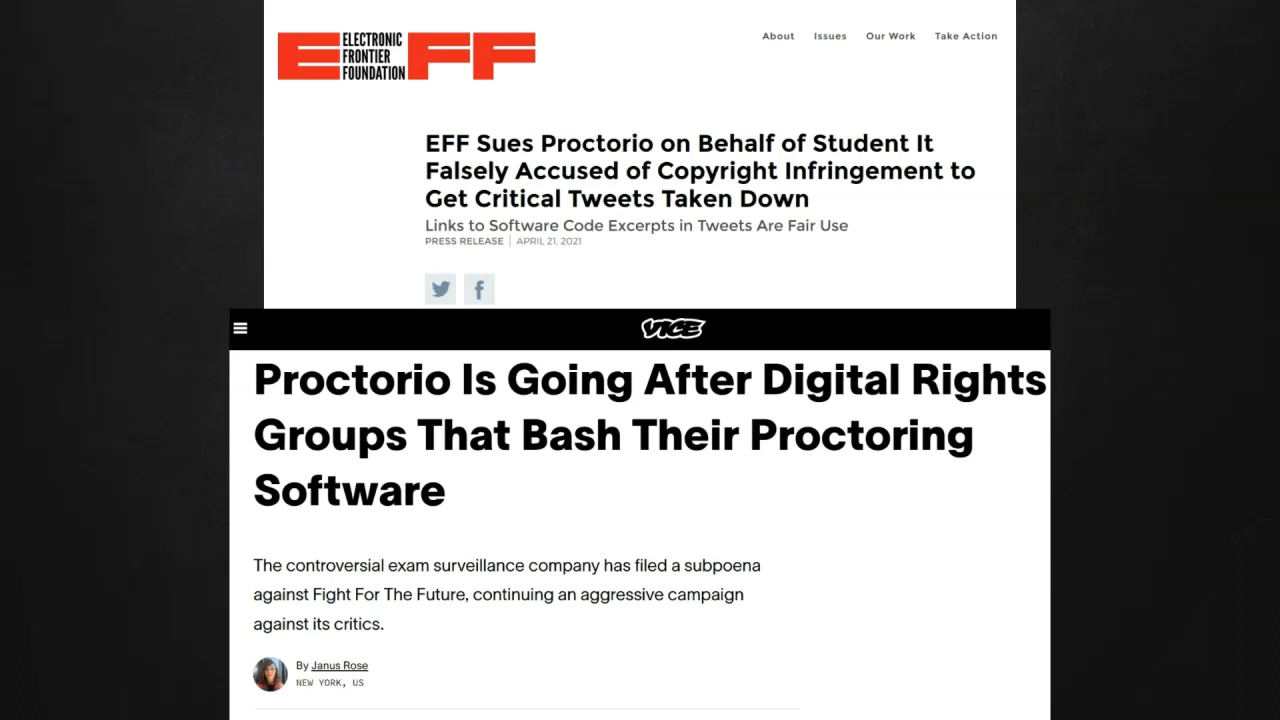 EFF
ELECTRONIC
FRONTIER
FOUNDATION
About Issues Our Work Take Action
EFF Sues Proctorio on Behalf of Student It
Falsely Accused of Copyright Infringement to
Get Critical Tweets Taken Down
Links to Software Code Excerpts in Tweets Are Fair Use
PRESS RELEASE | APRIL 21, 2021
VICE
Proctorio Is Going After Digital Rights
Groups That Bash Their Proctoring
Software
The controversial exam surveillance company has filed a subpoena
against Fight For The Future, continuing an aggressive campaign
against its critics.
By Janus Rose
NEW YORK, US